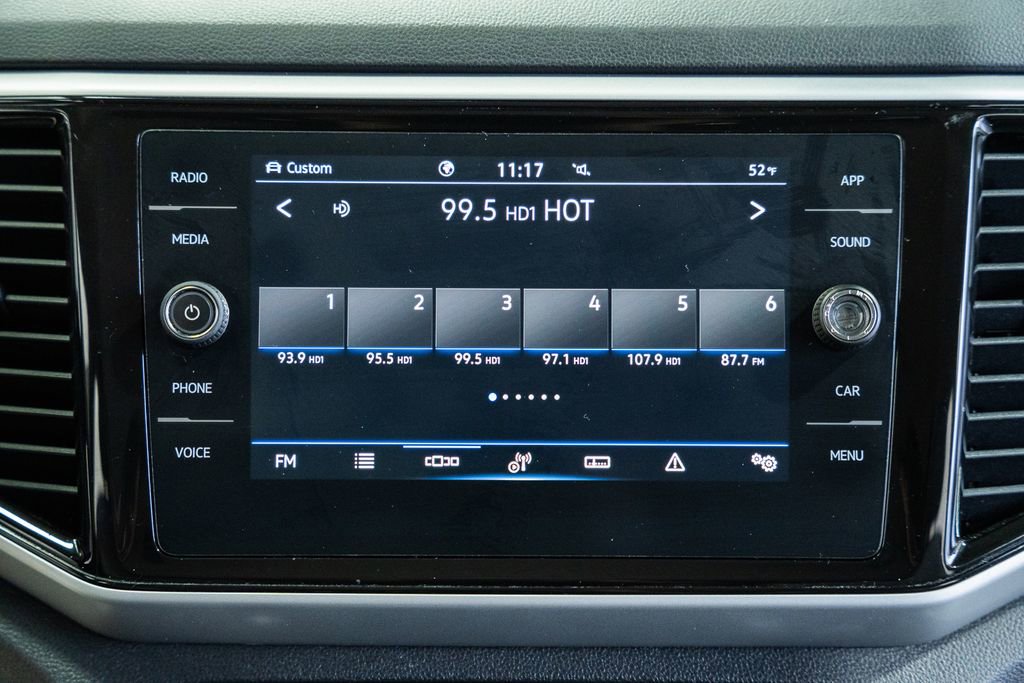 RADIO
MEDIA
PHONE
VOICE
Custom 11:17 52°F
HD 99.5 HD1 HOT
1 2 3 4 5 6
93.9 HD1 95.5 HD1 99.5 HD1 97.1 HD1 107.9 HD1 87.7 FM
FM
APP
SOUND
CAR
MENU